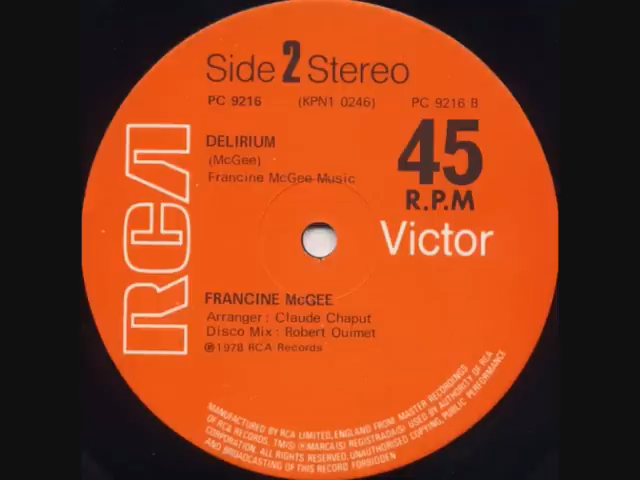 Side 2 Stereo
PC 9216 (KPN1 0246) PC 9216 B
DELIRIUM
(McGee)
Francine McGee Music
45
R.P.M
RCA
Victor
FRANCINE McGEE
Arranger: Claude Chaput
Disco Mix: Robert Ouimet
℗1978 RCA Records
MANUFACTURED BY RCA LIMITED, ENGLAND FROM MASTER RECORDINGS
OF RCA RECORDS. TM(S)®MARCA(S) REGISTRADA(S) USED BY AUTHORITY OF RCA
CORPORATION. ALL RIGHTS RESERVED. UNAUTHORISED COPYING, PUBLIC PERFORMANCE
AND BROADCASTING OF THIS RECORD FORBIDDEN